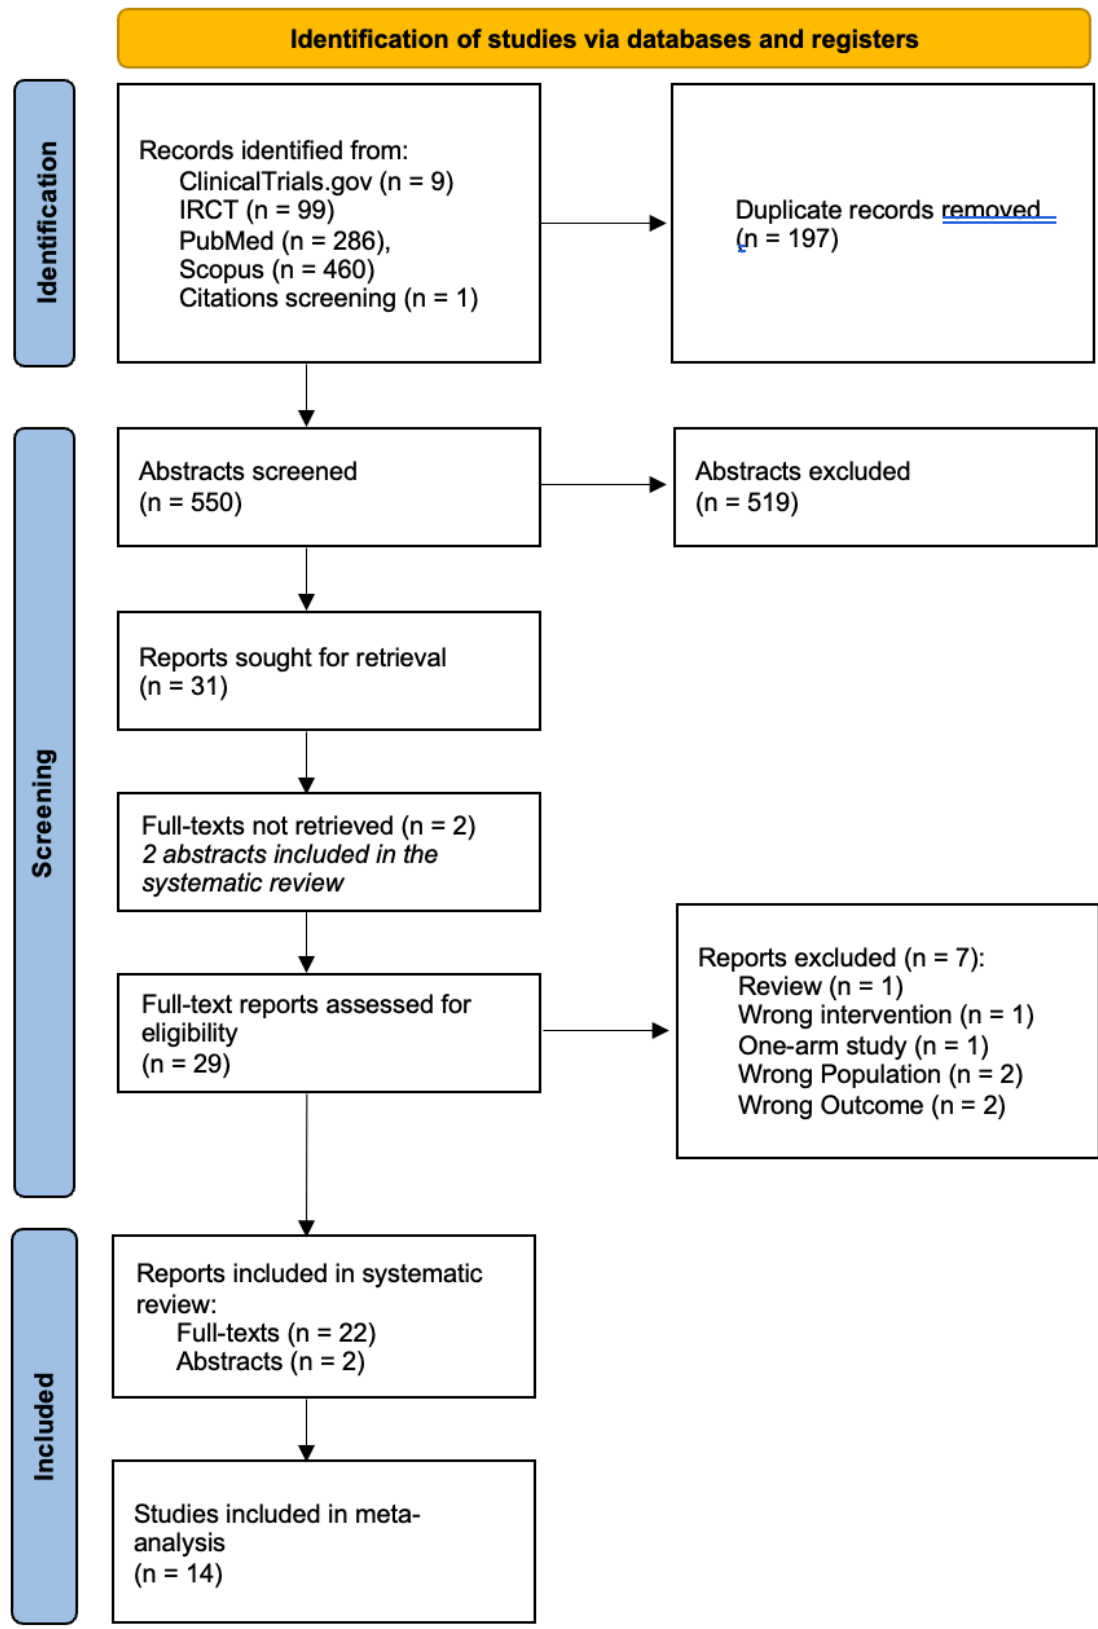 Identification of studies via databases and registers
Identification
Records identified from:
ClinicalTrials.gov (n = 9)
IRCT (n = 99)
PubMed (n = 286),
Scopus (n = 460)
Citations screening (n = 1)
Duplicate records removed
(n = 197)
Screening
Abstracts screened
(n = 550)
Abstracts excluded
(n = 519)
Reports sought for retrieval
(n = 31)
Full-texts not retrieved (n = 2)
2 abstracts included in the
systematic review
Full-text reports assessed for
eligibility
(n = 29)
Reports excluded (n = 7):
Review (n = 1)
Wrong intervention (n = 1)
One-arm study (n = 1)
Wrong Population (n = 2)
Wrong Outcome (n = 2)
Included
Reports included in systematic
review:
Full-texts (n = 22)
Abstracts (n = 2)
Studies included in meta-
analysis
(n = 14)